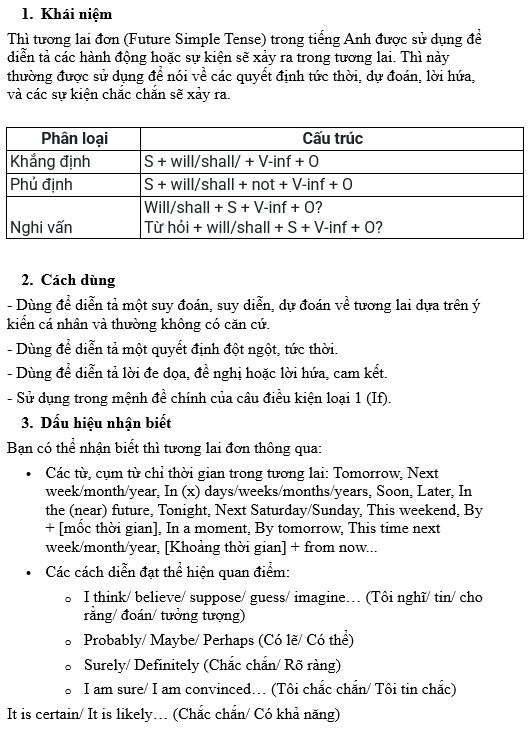 1. Khái niệm
Thì tương lai đơn (Future Simple Tense) trong tiếng Anh được sử dụng để
diễn tả các hành động hoặc sự kiện sẽ xảy ra trong tương lai. Thì này
thường được sử dụng để nói về các quyết định tức thời, dự đoán, lời hứa,
và các sự kiện chắc chắn sẽ xảy ra.
Phân loại Cấu trúc
Khẳng định S + will/shall/ + V-inf + O
Phủ định S + will/shall + not + V-inf + O
Will/shall + S + V-inf + O?
Nghi vấn Từ hỏi + will/shall + S + V-inf + O?
2. Cách dùng
- Dùng để diễn tả một suy đoán, suy diễn, dự đoán về tương lai dựa trên ý
kiến cá nhân và thường không có căn cứ.
- Dùng để diễn tả một quyết định đột ngột, tức thời.
- Dùng để diễn tả lời đe dọa, đề nghị hoặc lời hứa, cam kết.
- Sử dụng trong mệnh đề chính của câu điều kiện loại 1 (If).
3. Dấu hiệu nhận biết
Bạn có thể nhận biết thì tương lai đơn thông qua:
• Các từ, cụm từ chỉ thời gian trong tương lai: Tomorrow, Next
week/month/year, In (x) days/weeks/months/years, Soon, Later, In
the (near) future, Tonight, Next Saturday/Sunday, This weekend, By
+ [mốc thời gian], In a moment, By tomorrow, This time next
week/month/year, [Khoảng thời gian] + from now...
• Các cách diễn đạt thể hiện quan điểm:
o I think/ believe/ suppose/ guess/ imagine… (Tôi nghĩ/ tin/ cho
rằng/ đoán/ tưởng tượng)
o Probably/ Maybe/ Perhaps (Có lẽ/ Có thể)
o Surely/ Definitely (Chắc chắn/ Rõ ràng)
o I am sure/ I am convinced… (Tôi chắc chắn/ Tôi tin chắc)
It is certain/ It is likely… (Chắc chắn/ Có khả năng)